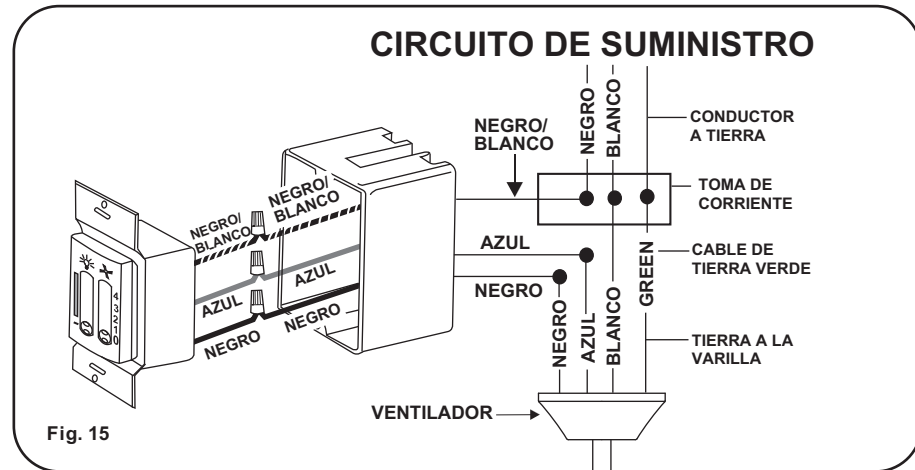 CIRCUITO DE SUMINISTRO
NEGRO/
BLANCO
NEGRO
BLANCO
CONDUCTOR
A TIERRA
NEGRO/
BLANCO
NEGRO/
BLANCO
TOMA DE
CORRIENTE
AZUL
AZUL
AZUL
NEGRO
NEGRO
NEGRO
4
3
2
1
0
GREEN
CABLE DE
TIERRA VERDE
NEGRO
AZUL
BLANCO
TIERRA A LA
VARILLA
VENTILADOR
Fig. 15